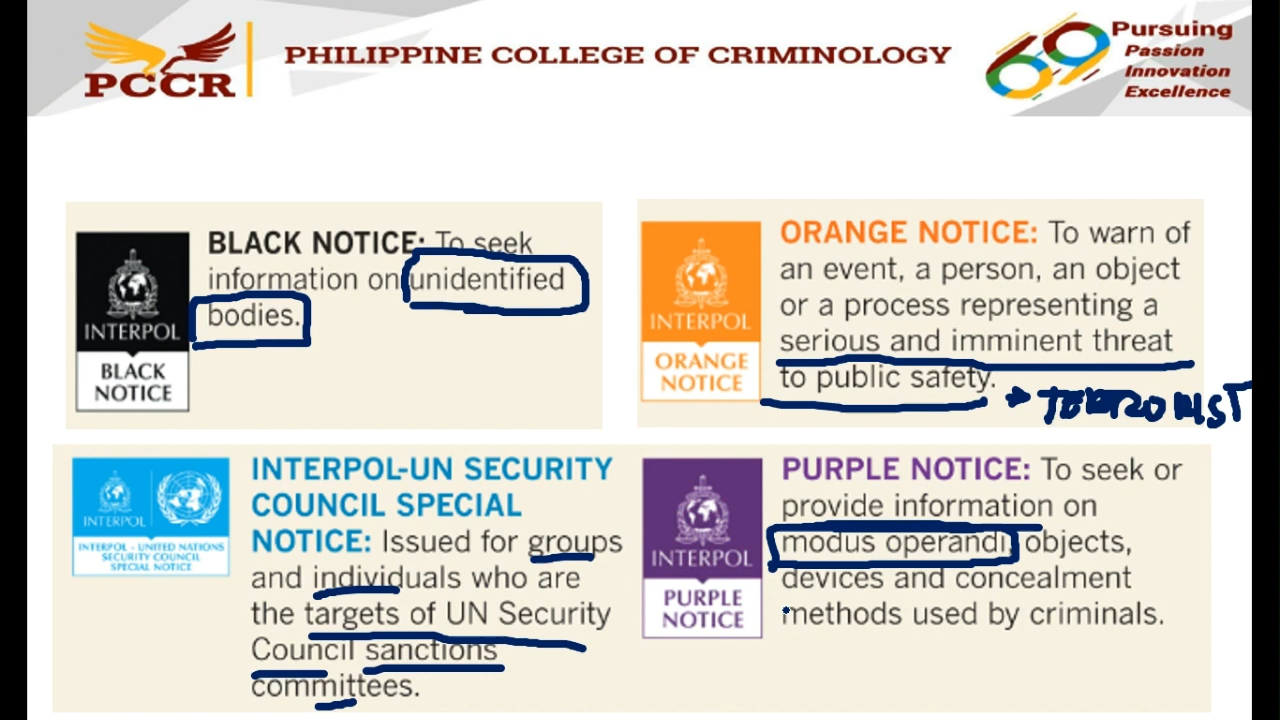 PCCR
PHILIPPINE COLLEGE OF CRIMINOLOGY
69
Pursuing
Passion
Innovation
Excellence
INTERPOL
BLACK
NOTICE
BLACK NOTICE: To seek
information on unidentified
bodies.
INTERPOL
ORANGE
NOTICE
ORANGE NOTICE: To warn of
an event, a person, an object
or a process representing a
serious and imminent threat
to public safety.
INTERPOL
INTERPOL - UNITED NATIONS
SECURITY COUNCIL
SPECIAL NOTICE
INTERPOL-UN SECURITY
COUNCIL SPECIAL
NOTICE: Issued for groups
and individuals who are
the targets of UN Security
Council sanctions
committees.
INTERPOL
PURPLE
NOTICE
PURPLE NOTICE: To seek or
provide information on
modus operandi, objects,
devices and concealment
methods used by criminals.